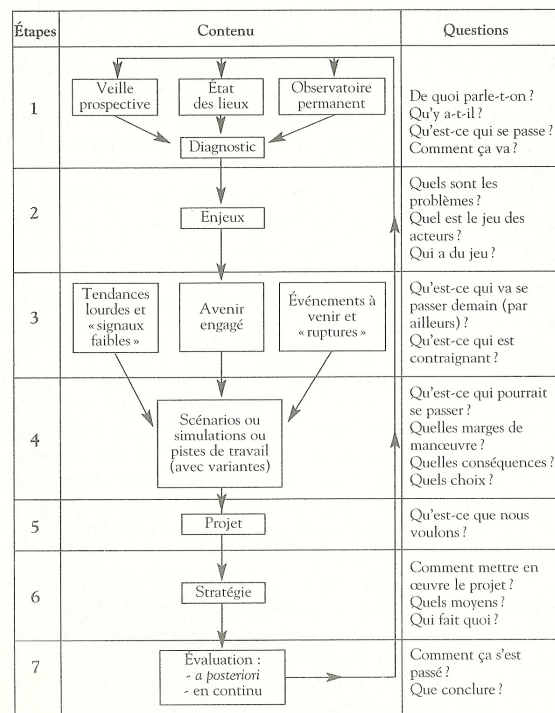 Étapes
Contenu
Questions
1
Veille
prospective
État
des lieux
Observatoire
permanent
Diagnostic
De quoi parle-t-on ?
Qu'y a-t-il ?
Qu'est-ce qui se passe ?
Comment ça va ?
2
Enjeux
Quels sont les
problèmes ?
Quel est le jeu des
acteurs ?
Qui a du jeu ?
3
Tendances
lourdes et
« signaux
faibles »
Avenir
engagé
Événements à
venir et
« ruptures »
Qu'est-ce qui va se
passer demain (par
ailleurs) ?
Qu'est-ce qui est
contraignant ?
4
Scénarios ou
simulations ou
pistes de travail
(avec variantes)
Qu'est-ce qui pourrait
se passer ?
Quelles marges de
manœuvre ?
Quelles conséquences ?
Quels choix ?
5
Projet
Qu'est-ce que nous
voulons ?
6
Stratégie
Comment mettre en
œuvre le projet ?
Quels moyens ?
Qui fait quoi ?
7
Évaluation :
- a posteriori
- en continu
Comment ça s'est
passé ?
Que conclure ?